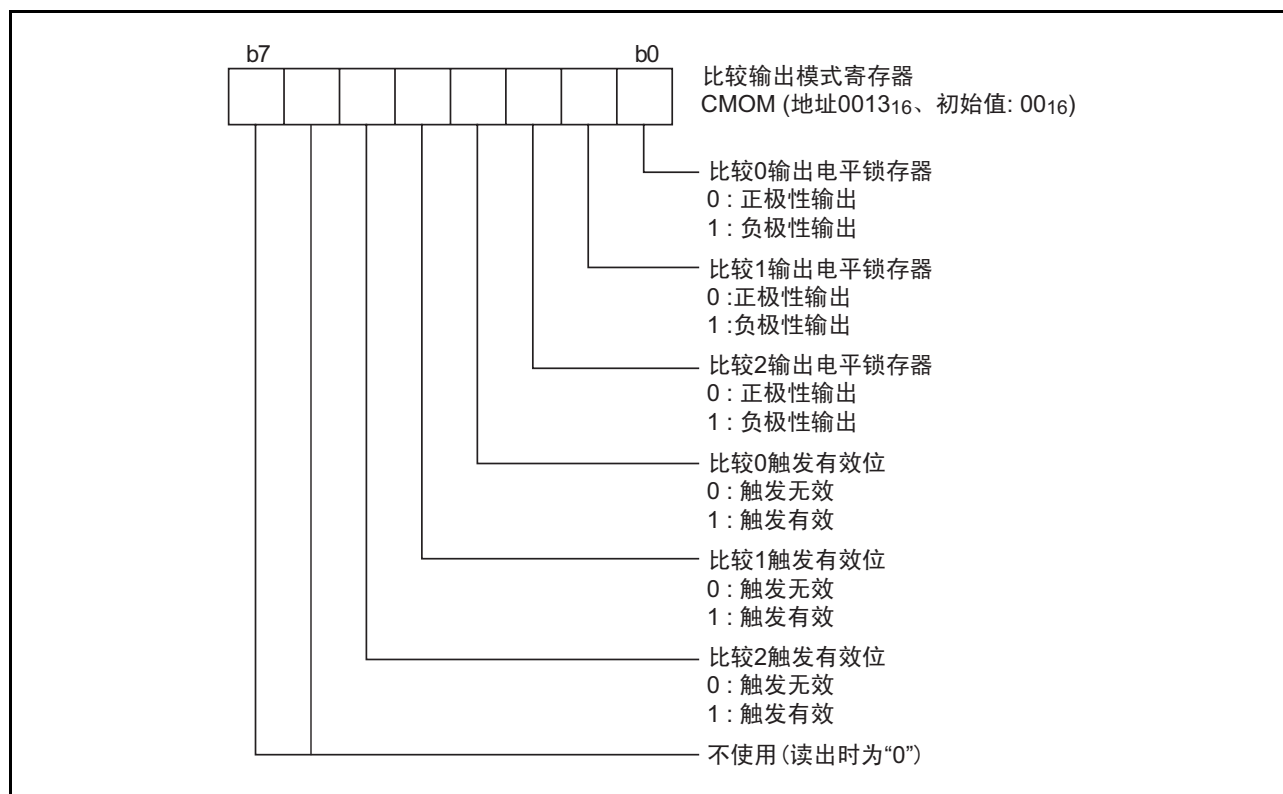 b7 b0
比较输出模式寄存器
CMOM (地址0013₁₆、初始值: 00₁₆)
比较0输出电平锁存器
0 : 正极性输出
1 : 负极性输出
比较1输出电平锁存器
0 :正极性输出
1 :负极性输出
比较2输出电平锁存器
0 : 正极性输出
1 : 负极性输出
比较0触发有效位
0 : 触发无效
1 : 触发有效
比较1触发有效位
0 : 触发无效
1 : 触发有效
比较2触发有效位
0 : 触发无效
1 : 触发有效
不使用(读出时为“0”)